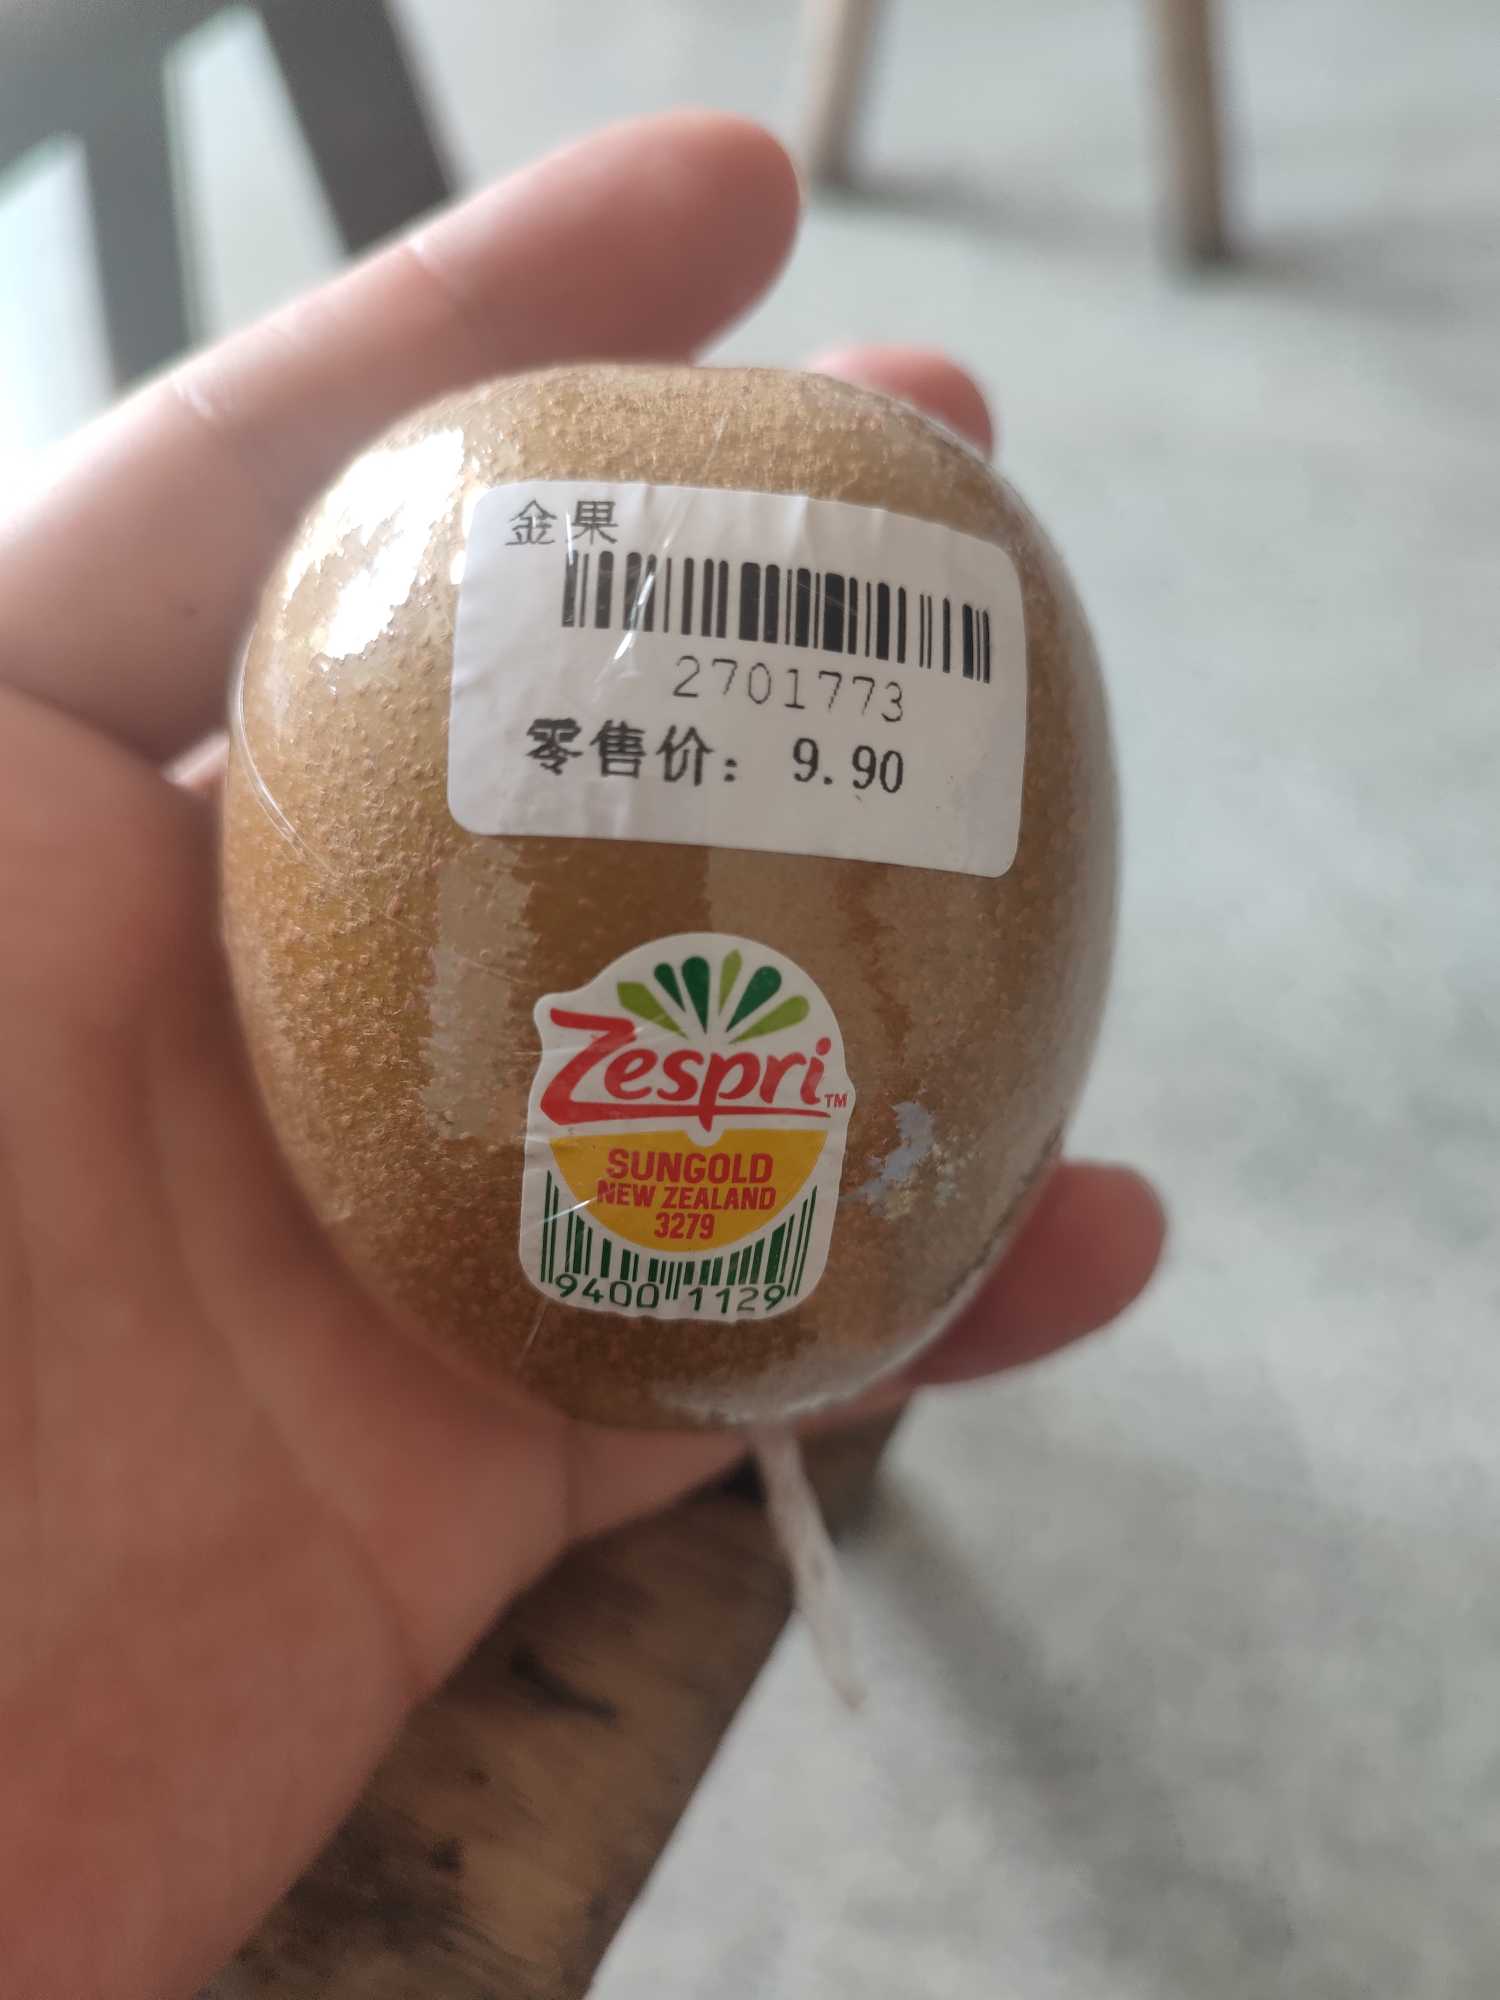 金果
2701773
零售价: 9.90
Zespri™
SUNGOLD
NEW ZEALAND
3279
9400 1129